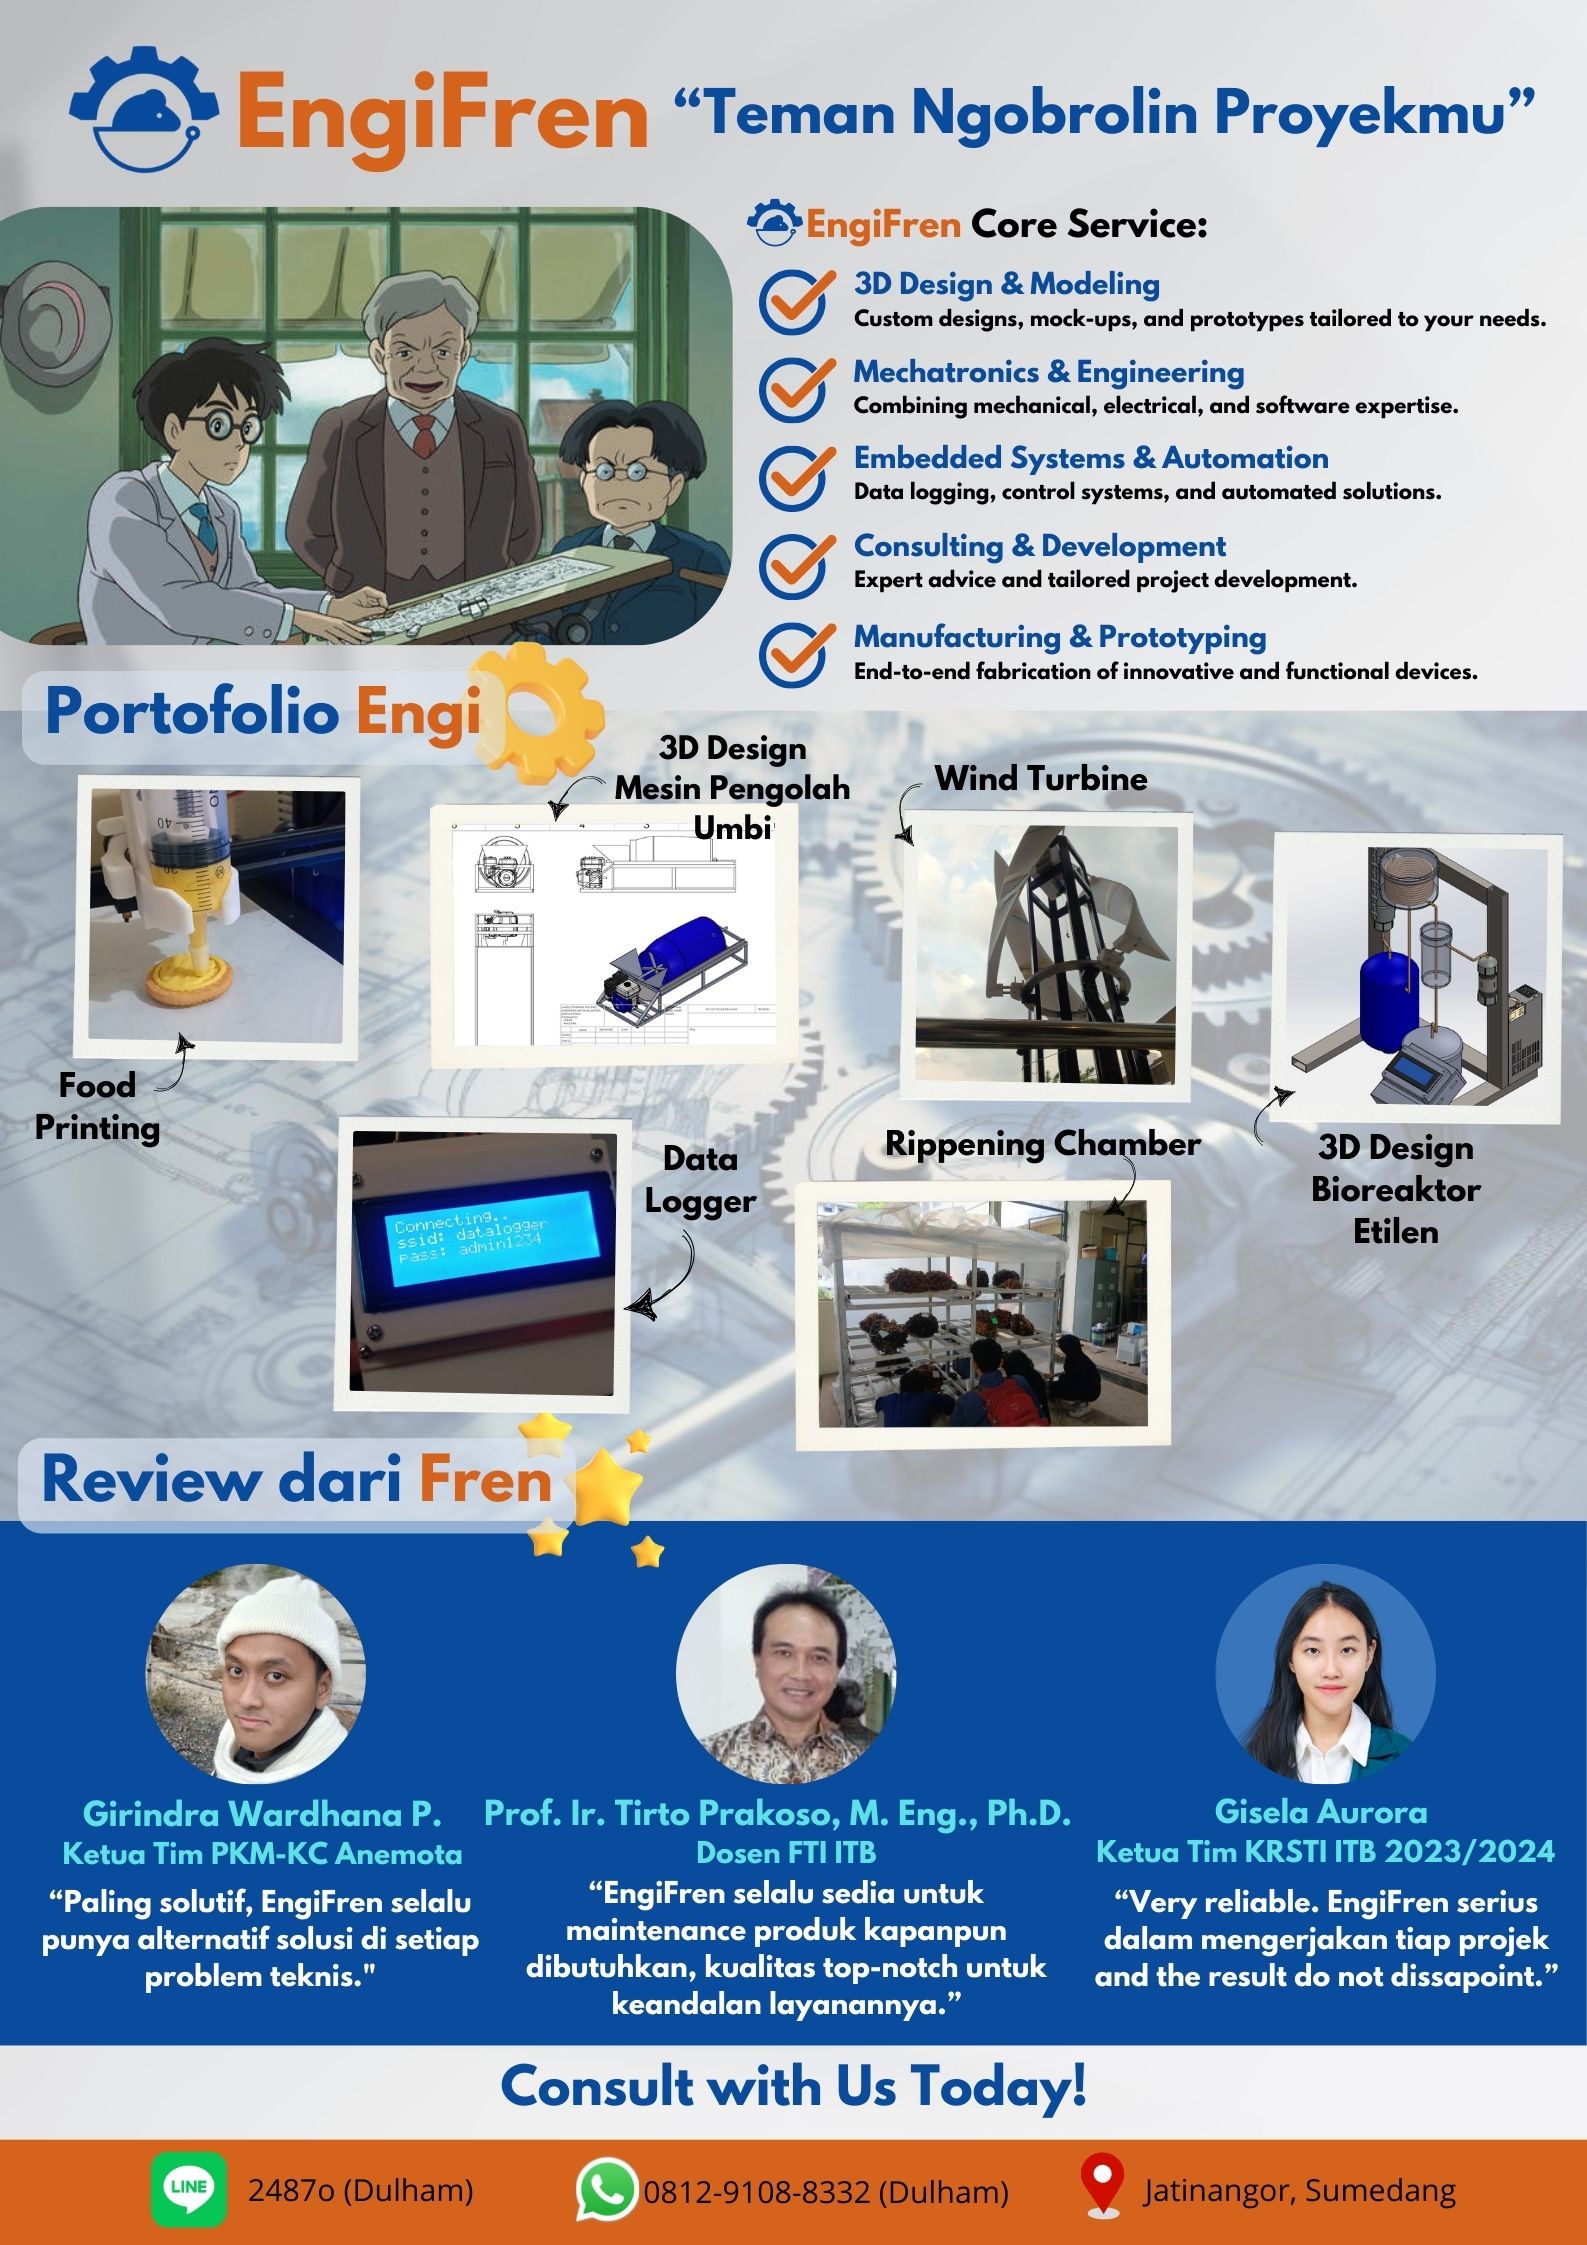 EngiFren "Teman Ngobrolin Proyekmu"
EngiFren Core Service:
3D Design & Modeling
Custom designs, mock-ups, and prototypes tailored to your needs.
Mechatronics & Engineering
Combining mechanical, electrical, and software expertise.
Embedded Systems & Automation
Data logging, control systems, and automated solutions.
Consulting & Development
Expert advice and tailored project development.
Manufacturing & Prototyping
End-to-end fabrication of innovative and functional devices.
Portofolio Engi
3D Design
Mesin Pengolah
Umbi
Wind Turbine
Food
Printing
Data
Logger
Connecting..
ssid: datalogger
pass: admin1234
Rippening Chamber
3D Design
Bioreaktor
Etilen
Review dari Fren
Girindra Wardhana P.
Ketua Tim PKM-KC Anemota
“Paling solutif, EngiFren selalu
punya alternatif solusi di setiap
problem teknis."
Prof. Ir. Tirto Prakoso, M. Eng., Ph.D.
Dosen FTI ITB
“EngiFren selalu sedia untuk
maintenance produk kapanpun
dibutuhkan, kualitas top-notch untuk
keandalan layanannya.”
Gisela Aurora
Ketua Tim KRSTI ITB 2023/2024
“Very reliable. EngiFren serius
dalam mengerjakan tiap projek
and the result do not dissapoint.”
Consult with Us Today!
LINE 2487o (Dulham)
0812-9108-8332 (Dulham)
Jatinangor, Sumedang